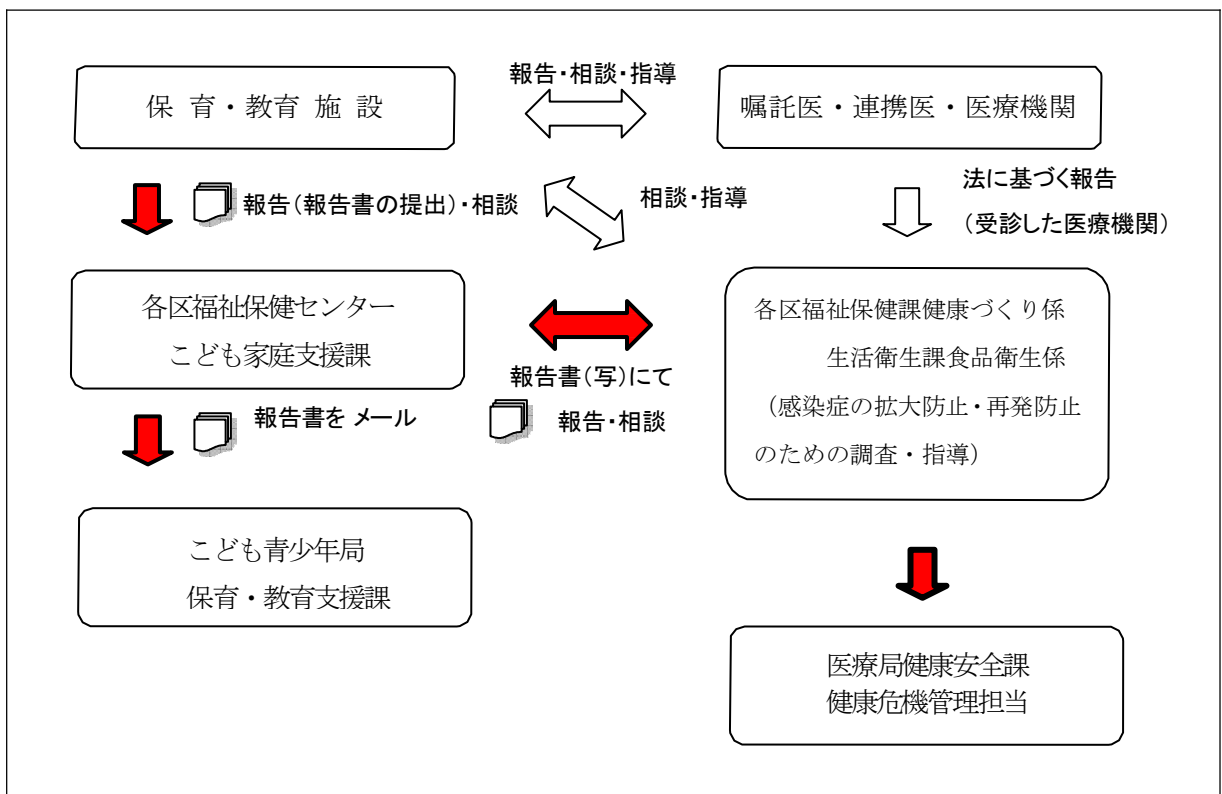 報告・相談・指導
保 育・教育 施 設
嘱託医・連携医・医療機関
報告(報告書の提出)・相談
相談・指導
法に基づく報告
(受診した医療機関)
各区福祉保健センター
こども家庭支援課
各区福祉保健課健康づくり係
生活衛生課食品衛生係
(感染症の拡大防止・再発防止
のための調査・指導)
報告書(写)にて
報告・相談
報告書を メール
こども青少年局
保育・教育支援課
医療局健康安全課
健康危機管理担当